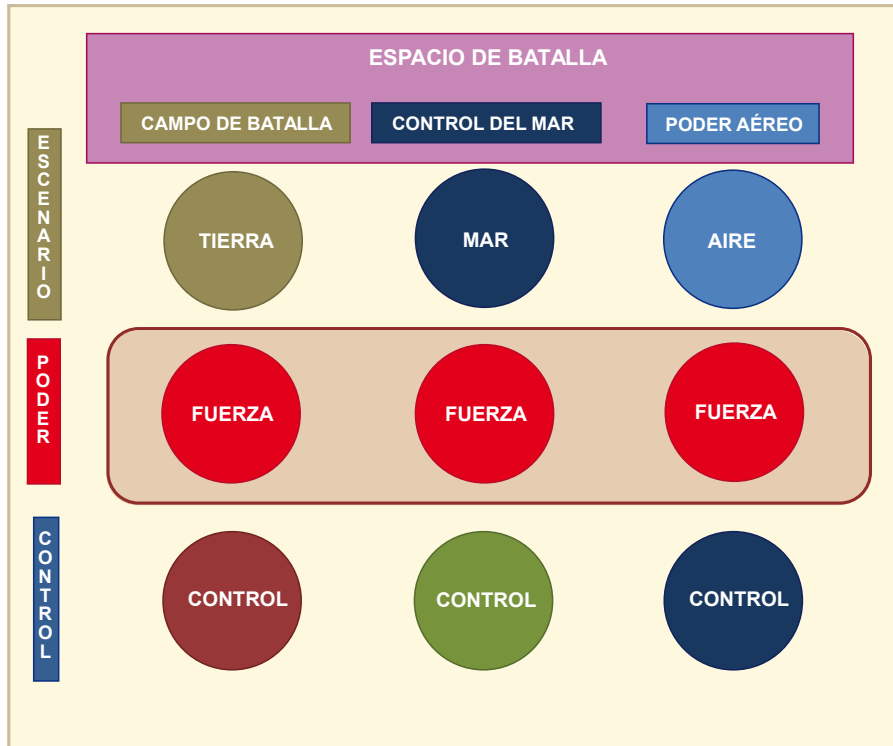 ESPACIO DE BATALLA
CAMPO DE BATALLA
CONTROL DEL MAR
PODER AÉREO
ESCENARIO
TIERRA
MAR
AIRE
PODER
FUERZA
FUERZA
FUERZA
CONTROL
CONTROL
CONTROL
CONTROL